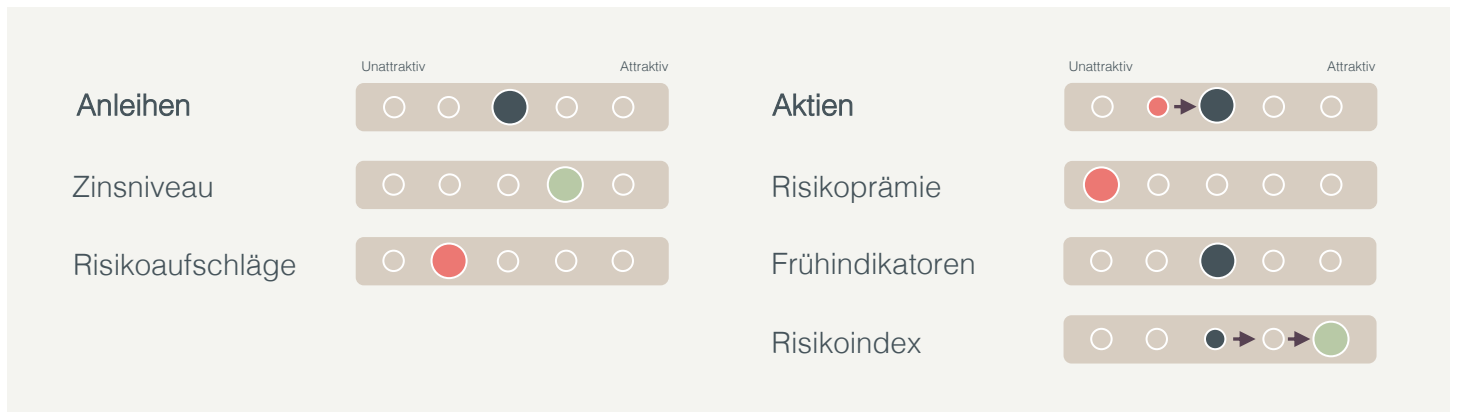 Unattraktiv Attraktiv
Anleihen
Zinsniveau
Risikoaufschläge
Unattraktiv Attraktiv
Aktien
Risikoprämie
Frühindikatoren
Risikoindex